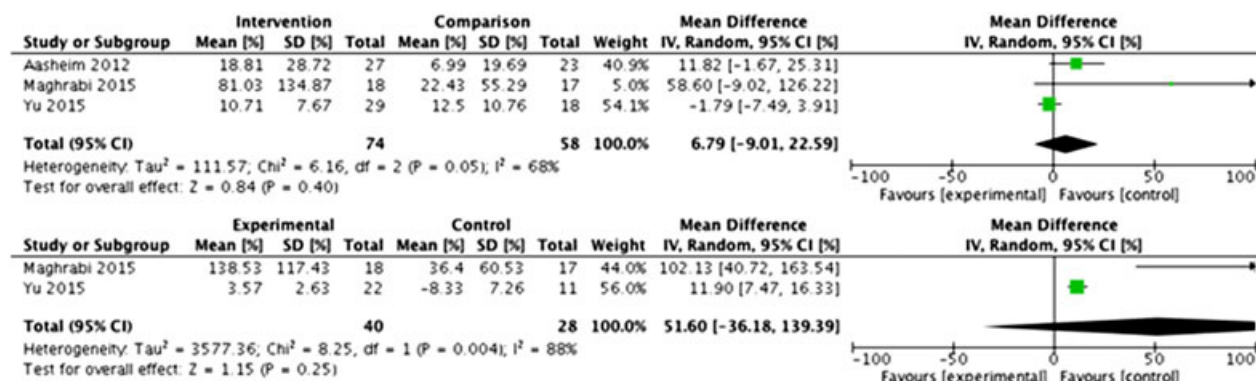 Intervention Comparison Mean Difference Mean Difference
Study or Subgroup Mean [%] SD [%] Total Mean [%] SD [%] Total Weight IV, Random, 95% CI [%] IV, Random, 95% CI [%]
Aasheim 2012 18.81 28.72 27 6.99 19.69 23 40.9% 11.82 [-1.67, 25.31]
Maghrabi 2015 81.03 134.87 18 22.43 55.29 17 5.0% 58.60 [-9.02, 126.22]
Yu 2015 10.71 7.67 29 12.5 10.76 18 54.1% -1.79 [-7.49, 3.91]
Total (95% CI) 74 58 100.0% 6.79 [-9.01, 22.59]
Heterogeneity: Tau² = 111.57; Chi² = 6.16, df = 2 (P = 0.05); I² = 68%
Test for overall effect: Z = 0.84 (P = 0.40)
-100 -50 0 50 100
Favours [experimental] Favours [control]
Experimental Control Mean Difference Mean Difference
Study or Subgroup Mean [%] SD [%] Total Mean [%] SD [%] Total Weight IV, Random, 95% CI [%] IV, Random, 95% CI [%]
Maghrabi 2015 138.53 117.43 18 36.4 60.53 17 44.0% 102.13 [40.72, 163.54]
Yu 2015 3.57 2.63 22 -8.33 7.26 11 56.0% 11.90 [7.47, 16.33]
Total (95% CI) 40 28 100.0% 51.60 [-36.18, 139.39]
Heterogeneity: Tau² = 3577.36; Chi² = 8.25, df = 1 (P = 0.004); I² = 88%
Test for overall effect: Z = 1.15 (P = 0.25)
-100 -50 0 50 100
Favours [experimental] Favours [control]